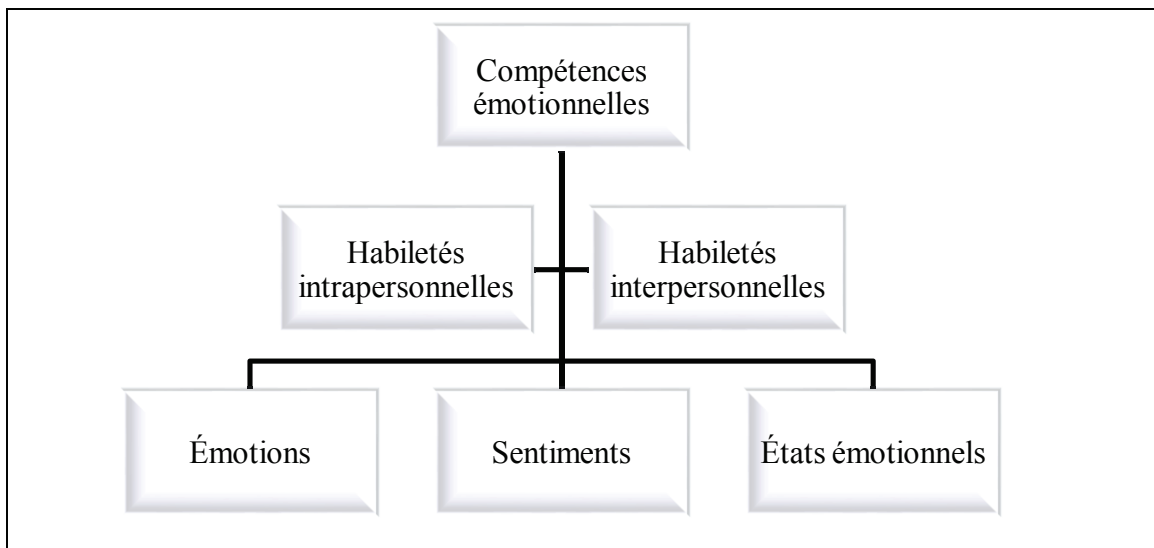 Compétences
émotionnelles
Habiletés
intrapersonnelles
Habiletés
interpersonnelles
Émotions
Sentiments
États émotionnels